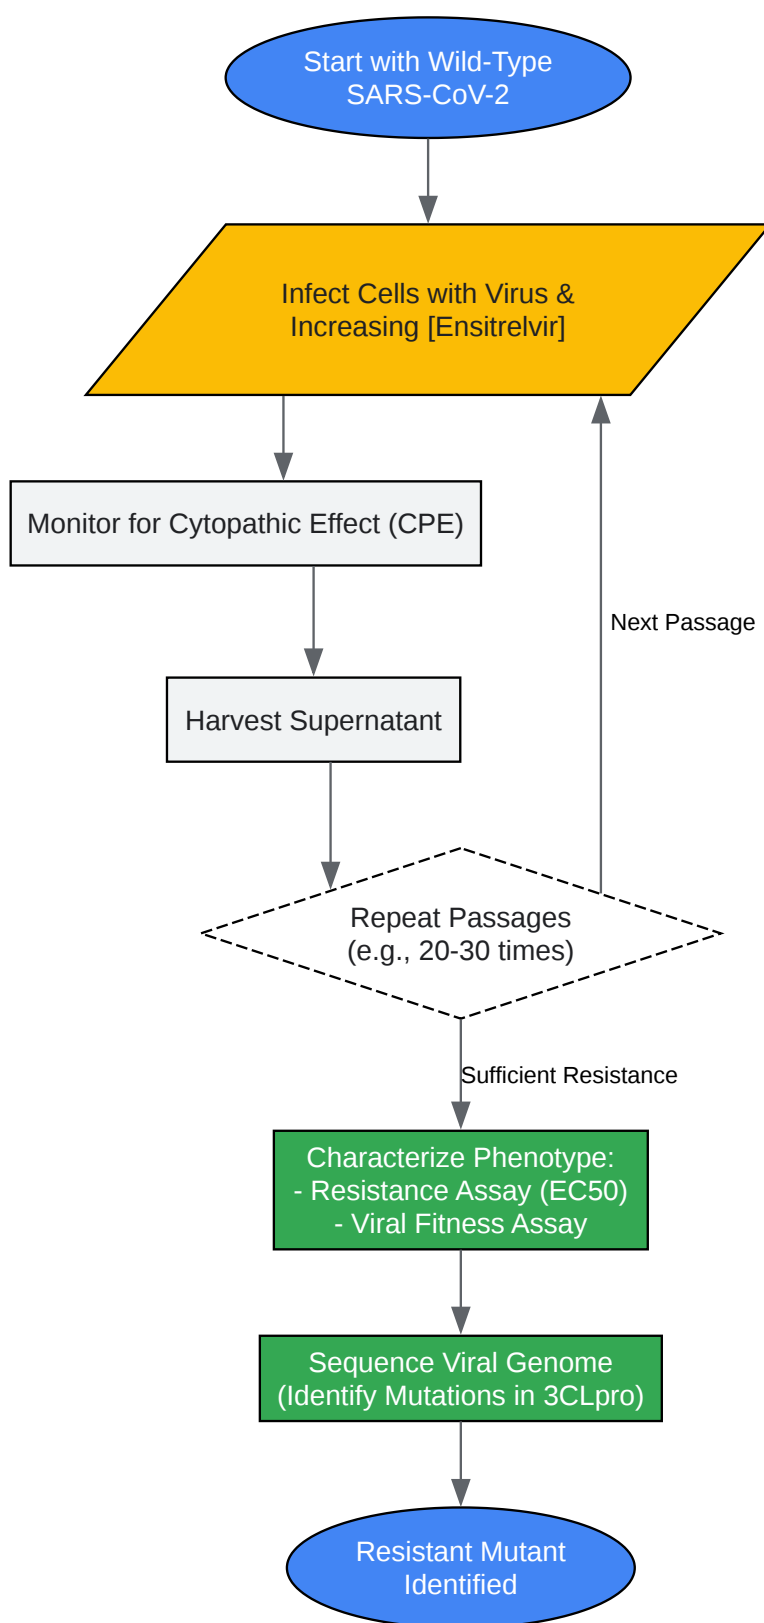 Start with Wild-Type
SARS-CoV-2
Infect Cells with Virus &
Increasing [Ensitrelvir]
Monitor for Cytopathic Effect (CPE)
Next Passage
Harvest Supernatant
Repeat Passages
(e.g., 20-30 times)
Sufficient Resistance
Characterize Phenotype:
- Resistance Assay (EC50)
- Viral Fitness Assay
Sequence Viral Genome
(Identify Mutations in 3CLpro)
Resistant Mutant
Identified